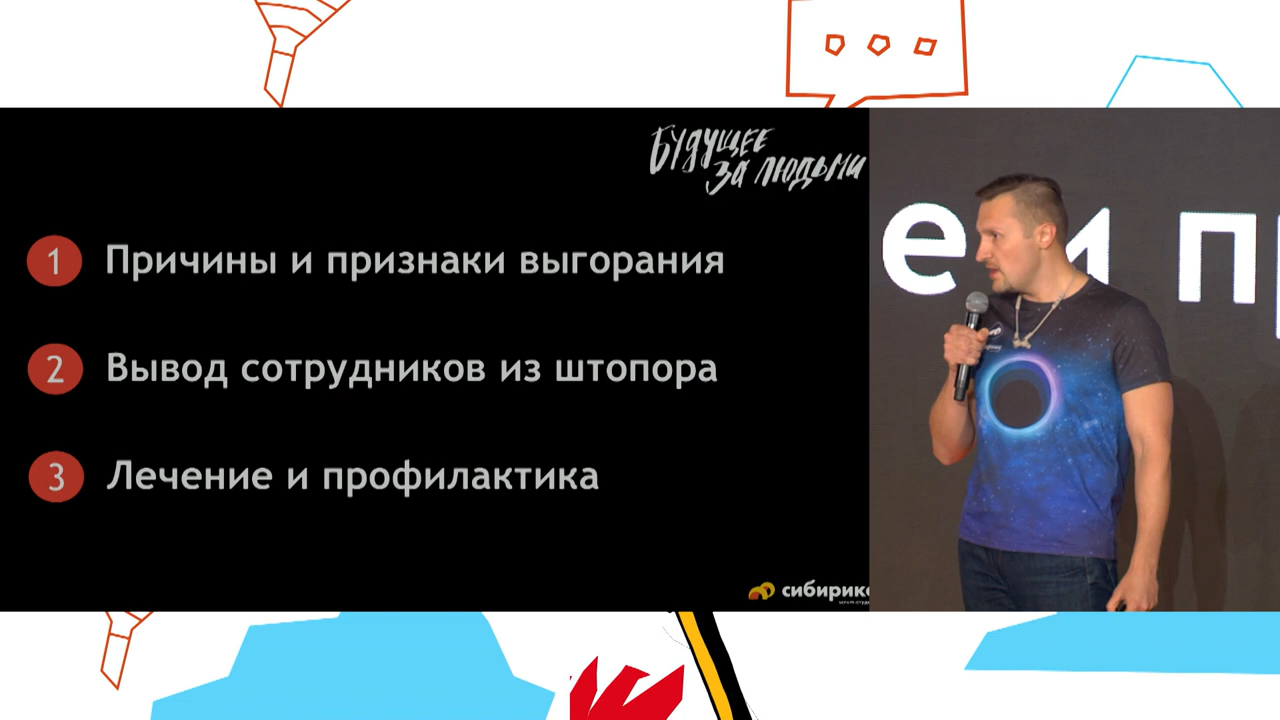 Будущее
за людьми
1 Причины и признаки выгорания
2 Вывод сотрудников из штопора
3 Лечение и профилактика
е и п